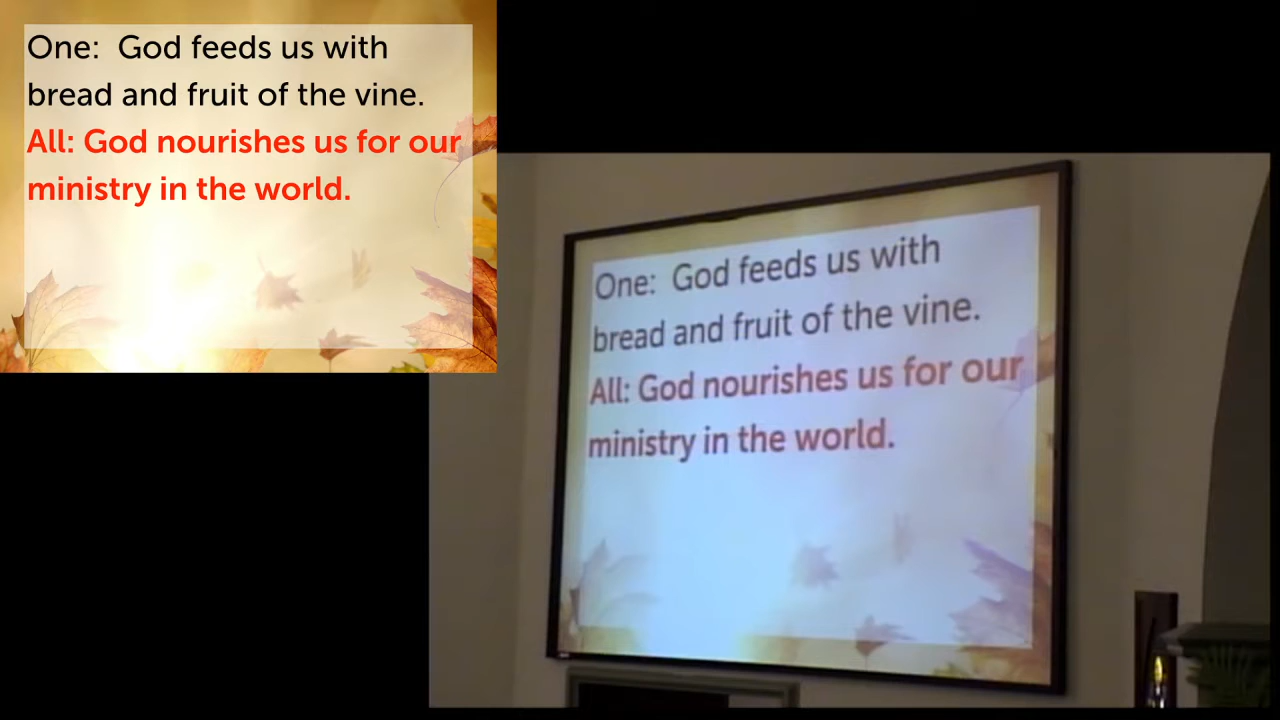 One:  God feeds us with
bread and fruit of the vine.
All: God nourishes us for our
ministry in the world.
One:  God feeds us with
bread and fruit of the vine.
All: God nourishes us for our
ministry in the world.